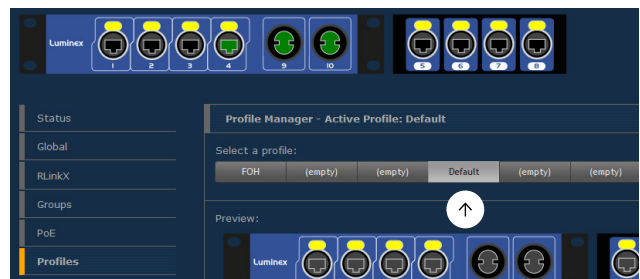 Luminex
1 2 3 4 9 10 5 6 7 8
Status
Global
RLinkX
Groups
PoE
Profiles
Profile Manager - Active Profile: Default
Select a profile:
FOH (empty) (empty) Default (empty) (empty)
Preview:
Luminex